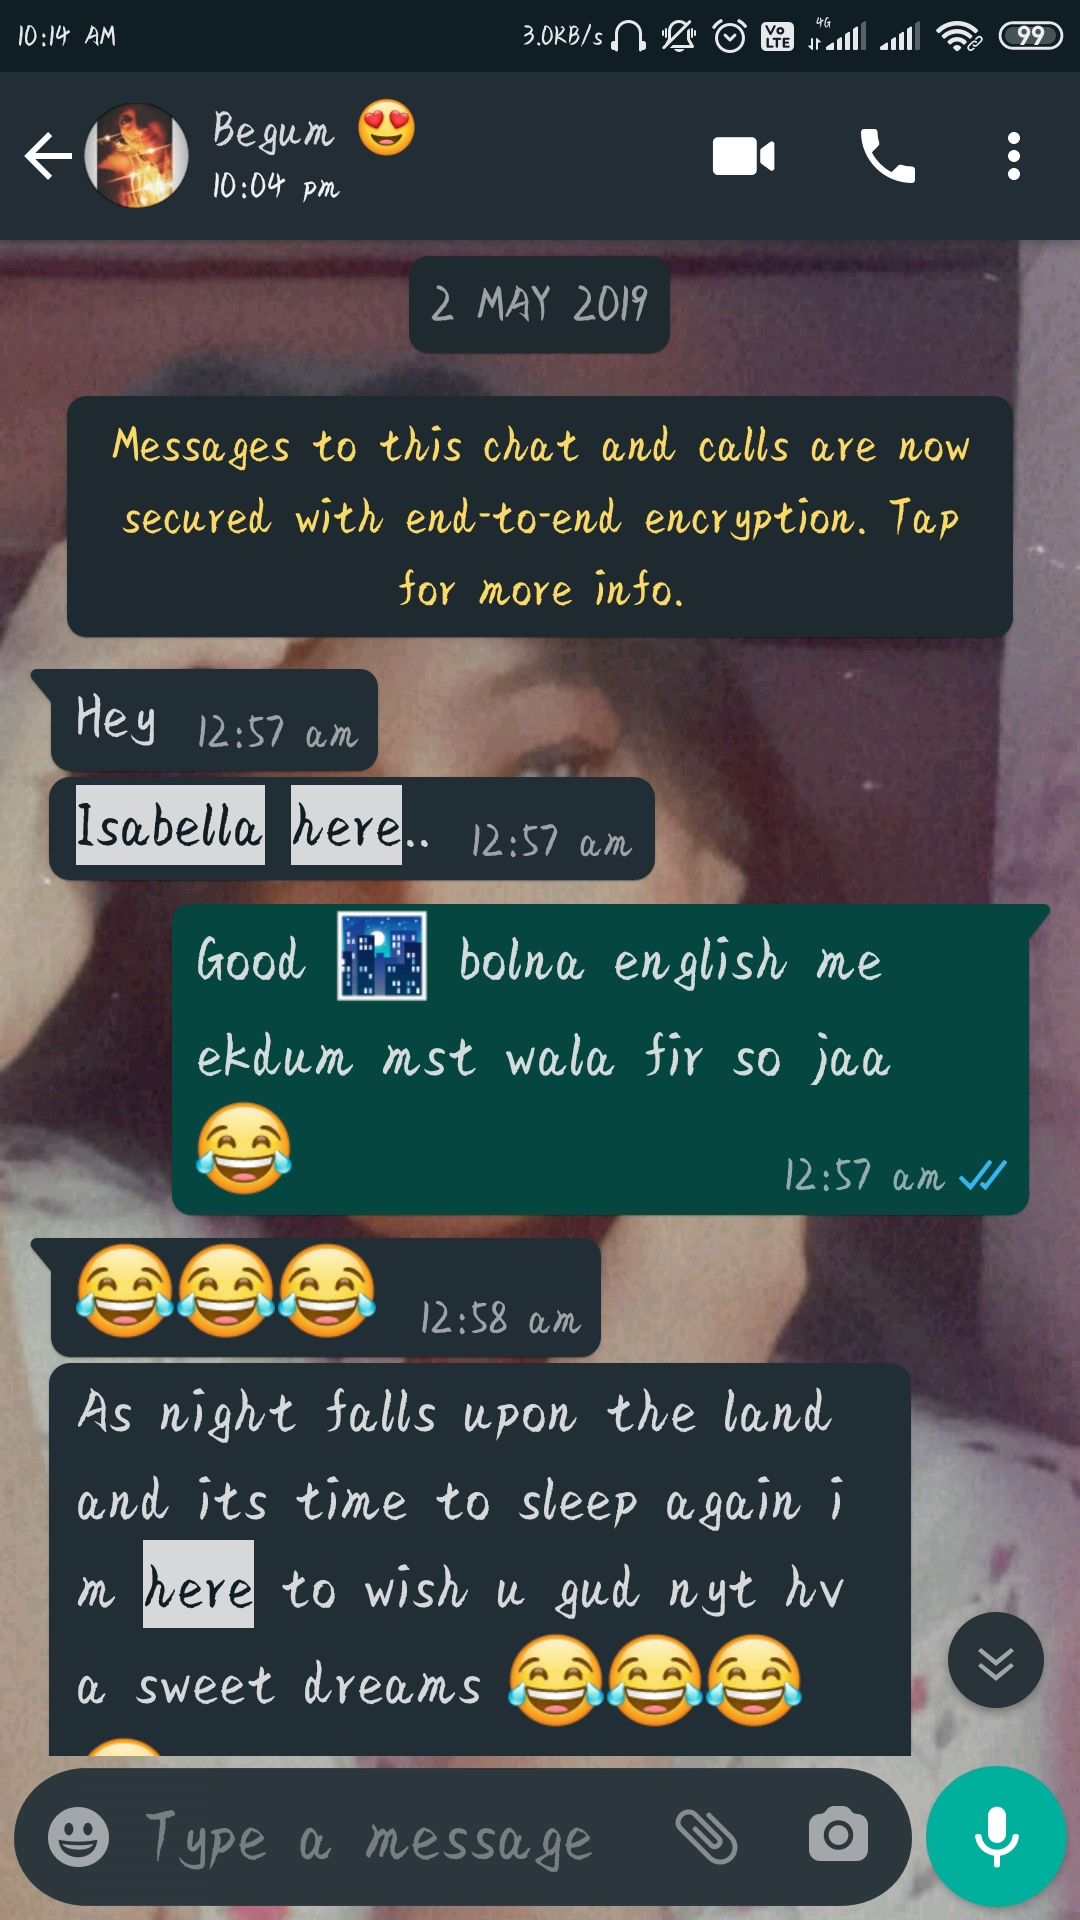 10:14 AM 3.0KB/s Vo LTE 4G 99
Begum 😍
10:04 pm
2 MAY 2019
Messages to this chat and calls are now
secured with end-to-end encryption. Tap
for more info.
Hey 12:57 am
Isabella here.. 12:57 am
Good 🌃 bolna english me
ekdum mst wala fir so jaa
😂
12:57 am
😂😂😂 12:58 am
As night falls upon the land
and its time to sleep again i
m here to wish u gud nyt hv
a sweet dreams 😂😂😂
Type a message